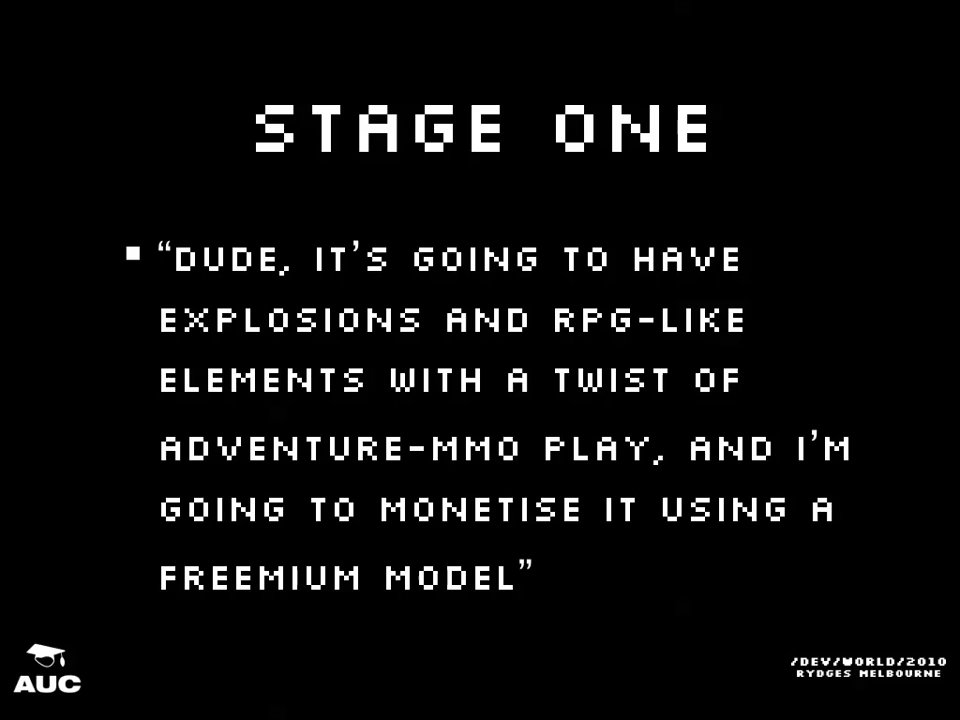 STAGE ONE
▪ “DUDE, IT’S GOING TO HAVE
EXPLOSIONS AND RPG-LIKE
ELEMENTS WITH A TWIST OF
ADVENTURE-MMO PLAY, AND I’M
GOING TO MONETISE IT USING A
FREEMIUM MODEL”
AUC
/DEV/WORLD/2010
RYDGES MELBOURNE